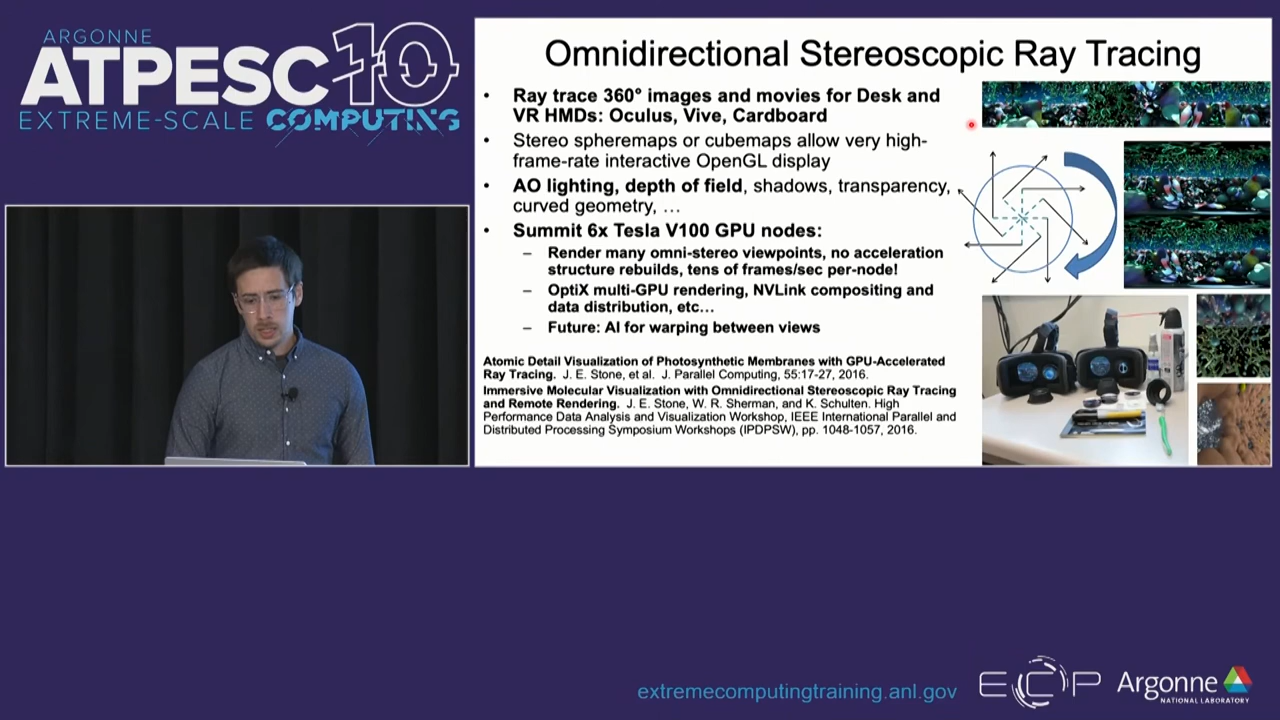 ARGONNE
ATPESC10
EXTREME-SCALE COMPUTING
Omnidirectional Stereoscopic Ray Tracing
• Ray trace 360° images and movies for Desk and
VR HMDs: Oculus, Vive, Cardboard
• Stereo spheremaps or cubemaps allow very high-
frame-rate interactive OpenGL display
• AO lighting, depth of field, shadows, transparency,
curved geometry, …
• Summit 6x Tesla V100 GPU nodes:
– Render many omni-stereo viewpoints, no acceleration
structure rebuilds, tens of frames/sec per-node!
– OptiX multi-GPU rendering, NVLink compositing and
data distribution, etc…
– Future: AI for warping between views
Atomic Detail Visualization of Photosynthetic Membranes with GPU-Accelerated
Ray Tracing. J. E. Stone, et al. J. Parallel Computing, 55:17-27, 2016.
Immersive Molecular Visualization with Omnidirectional Stereoscopic Ray Tracing
and Remote Rendering. J. E. Stone, W. R. Sherman, and K. Schulten. High
Performance Data Analysis and Visualization Workshop, IEEE International Parallel and
Distributed Processing Symposium Workshops (IPDPSW), pp. 1048-1057, 2016.
extremecomputingtraining.anl.gov
ECP
Argonne
NATIONAL LABORATORY